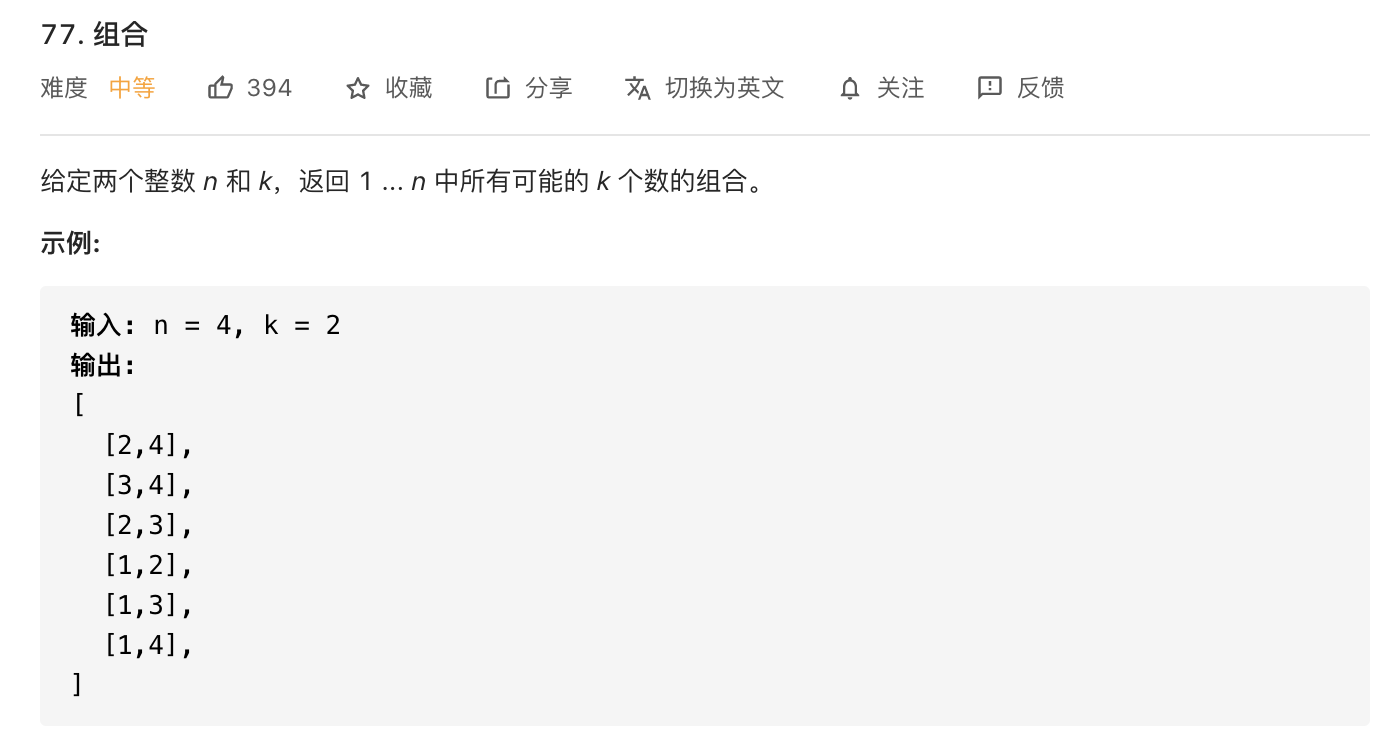 77. 组合
难度 中等 394 收藏 分享 切换为英文 关注 反馈
给定两个整数 n 和 k，返回 1 ... n 中所有可能的 k 个数的组合。
示例:
输入: n = 4, k = 2
输出:
[
  [2,4],
  [3,4],
  [2,3],
  [1,2],
  [1,3],
  [1,4],
]